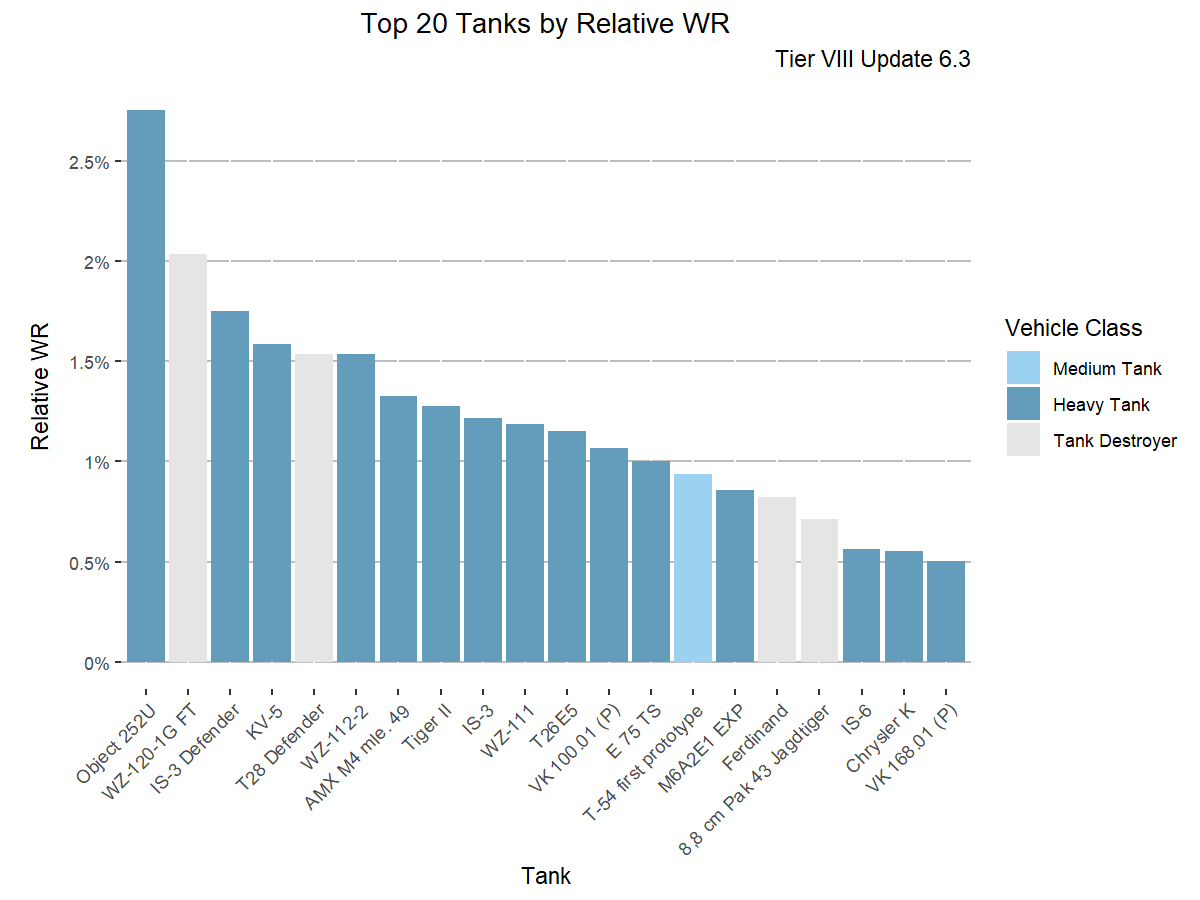 Top 20 Tanks by Relative WR
Tier VIII Update 6.3
Relative WR
2.5%
2%
1.5%
1%
0.5%
0%
Object 252U
WZ-120-1G FT
IS-3 Defender
KV-5
T28 Defender
WZ-112-2
AMX M4 mle. 49
Tiger II
IS-3
WZ-111
T26E5
VK 100.01 (P)
E 75 TS
T-54 first prototype
M6A2E1 EXP
Ferdinand
8,8 cm Pak 43 Jagdtiger
IS-6
Chrysler K
VK 168.01 (P)
Tank
Vehicle Class
Medium Tank
Heavy Tank
Tank Destroyer